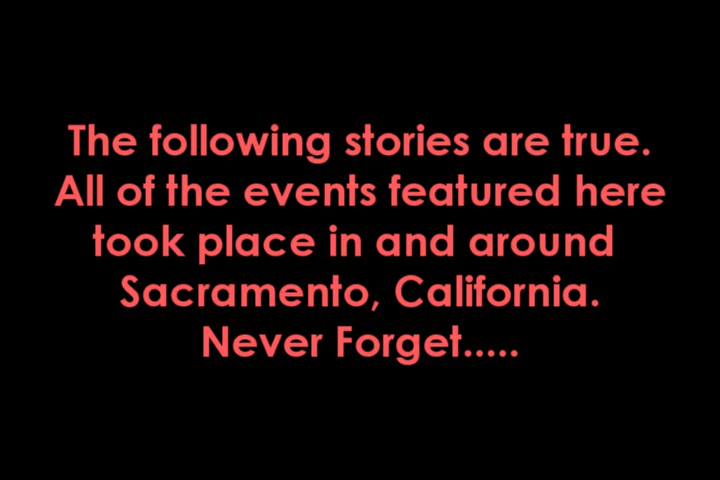 The following stories are true.
All of the events featured here
took place in and around
Sacramento, California.
Never Forget.....